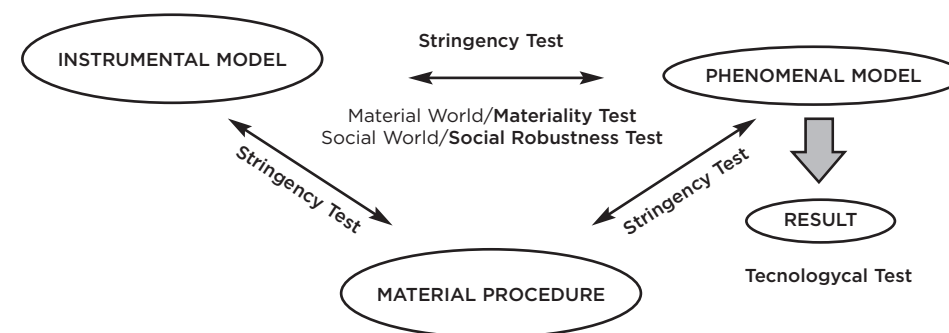 Stringency Test
INSTRUMENTAL MODEL
PHENOMENAL MODEL
Material World/Materiality Test
Social World/Social Robustness Test
Stringency Test
Stringency Test
RESULT
Tecnologycal Test
MATERIAL PROCEDURE